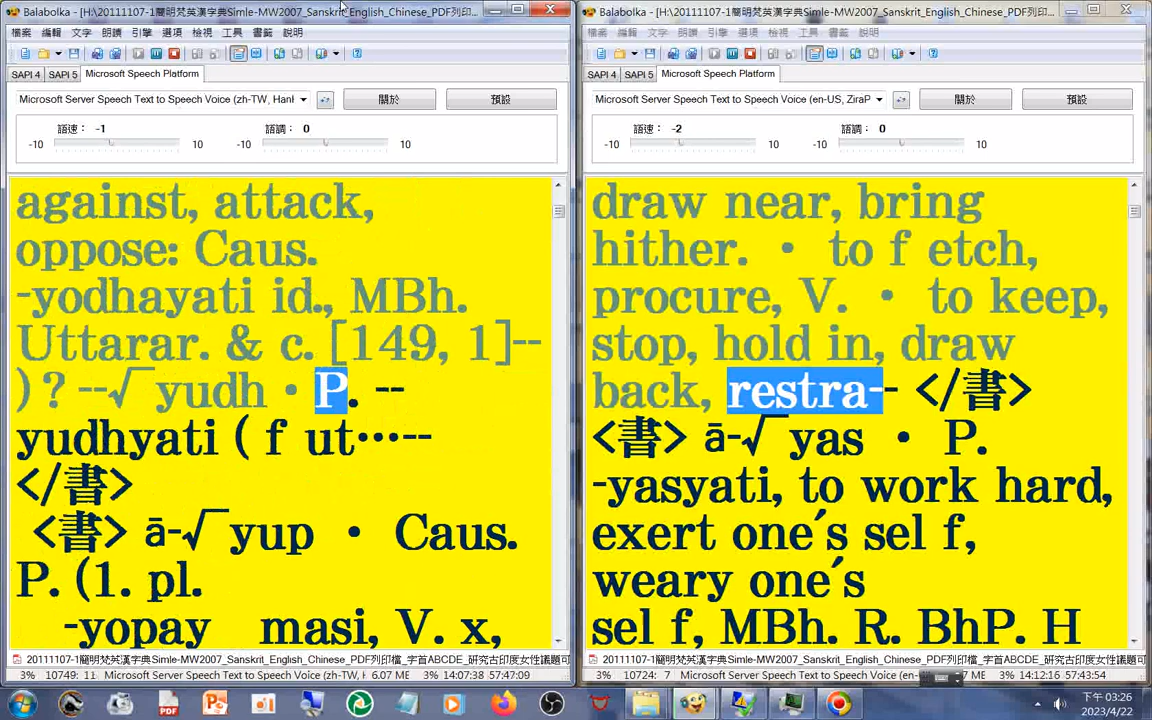 Balabolka - [H:\20111107-1簡明梵英漢字典Simle-MW2007_Sanskrit_English_Chinese_PDF列印...
檔案 編輯 文字 朗讀 引擎 選項 檢視 工具 書籤 說明
SAPI 4 SAPI 5 Microsoft Speech Platform
Microsoft Server Speech Text to Speech Voice (zh-TW, Hanl
關於 預設
語速： -1 語調： 0
-10 10 -10 10
against, attack,
oppose: Caus.
-yodhayati id., MBh.
Uttarar. & c. [149, 1]--
) ? --√ yudh • P. --
yudhyati ( f ut…--
</書>
<書> ā-√ yup • Caus.
P. (1. pl.
-yopay masi, V. x,
20111107-1簡明梵英漢字典Simle-MW2007_Sanskrit_English_Chinese_PDF列印檔_字首ABCDE_研究古印度女性議題可
3% 10749: 11 Microsoft Server Speech Text to Speech Voice (zh-TW, 6.07 MB 3% 14:07:38 57:47:09
Balabolka - [H:\20111107-1簡明梵英漢字典Simle-MW2007_Sanskrit_English_Chinese_PDF列印...
檔案 編輯 文字 朗讀 引擎 選項 檢視 工具 書籤 說明
SAPI 4 SAPI 5 Microsoft Speech Platform
Microsoft Server Speech Text to Speech Voice (en-US, ZiraP
關於 預設
語速： -2 語調： 0
-10 10 -10 10
draw near, bring
hither. • to f etch,
procure, V. • to keep,
stop, hold in, draw
back, restra-- </書>
<書> ā-√ yas • P.
-yasyati, to work hard,
exert one´s sel f,
weary one´s
sel f, MBh. R. BhP. H
20111107-1簡明梵英漢字典Simle-MW2007_Sanskrit_English_Chinese_PDF列印檔_字首ABCDE_研究古印度女性議題可
3% 10724: 7 Microsoft Server Speech Text to Speech Voice (en-US, 6.07 MB 3% 14:12:16 57:43:54
下午 03:26
2023/4/22